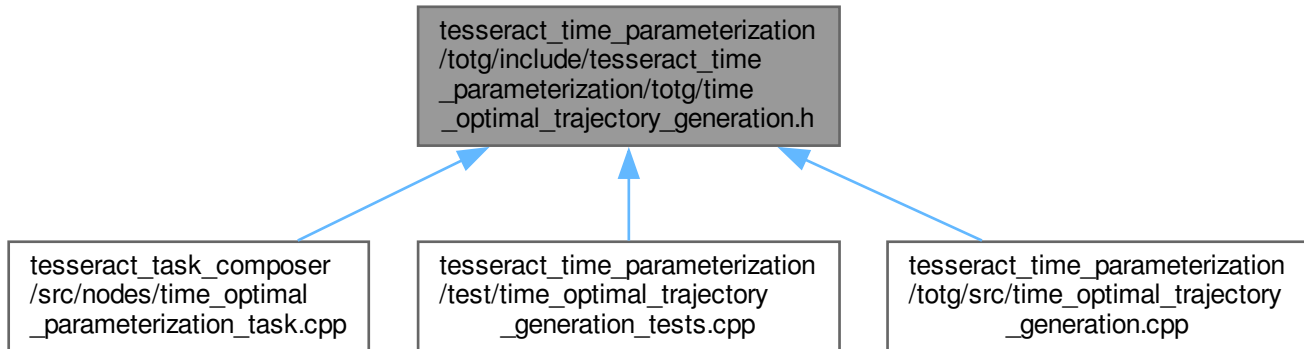 tesseract_time_parameterization
/totg/include/tesseract_time
_parameterization/totg/time
_optimal_trajectory_generation.h
tesseract_task_composer
/src/nodes/time_optimal
_parameterization_task.cpp
tesseract_time_parameterization
/test/time_optimal_trajectory
_generation_tests.cpp
tesseract_time_parameterization
/totg/src/time_optimal_trajectory
_generation.cpp